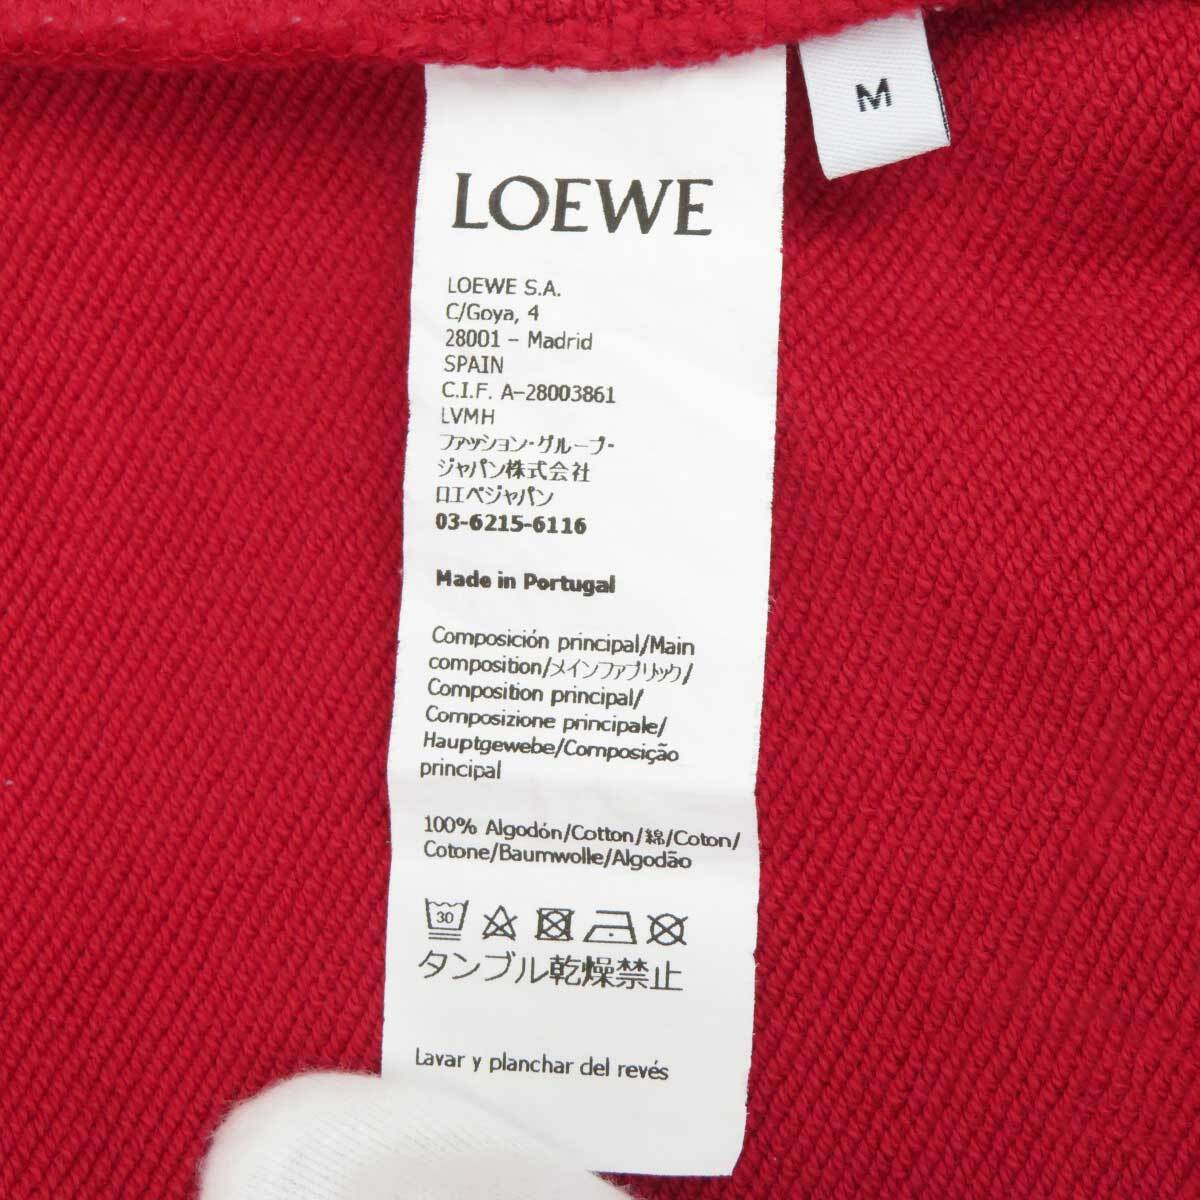 M
LOEWE
LOEWE S.A.
C/Goya, 4
28001 - Madrid
SPAIN
C.I.F. A-28003861
LVMH
ファッション・グループ・
ジャパン株式会社
ロエベジャパン
03-6215-6116
Made in Portugal
Composición principal/Main
composition/メインファブリック/
Composition principal/
Composizione principale/
Hauptgewebe/Composição
principal
100% Algodón/Cotton/綿/Coton/
Cotone/Baumwolle/Algodão
30
タンブル乾燥禁止
Lavar y planchar del revés